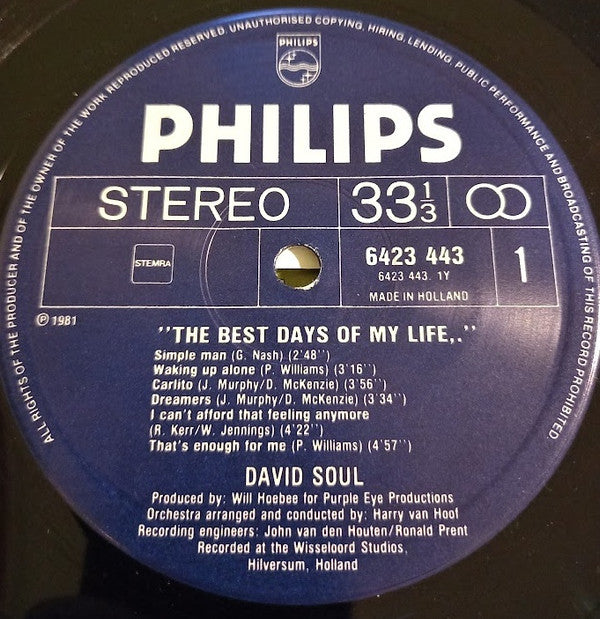 ALL RIGHTS OF THE PRODUCER AND OF THE OWNER OF THE WORK REPRODUCED RESERVED. UNAUTHORISED COPYING, HIRING, LENDING, PUBLIC PERFORMANCE AND BROADCASTING OF THIS RECORD PROHIBITED
PHILIPS
PHILIPS
STEREO 33 1/3
STEMRA
6423 443
6423 443. 1Y
MADE IN HOLLAND
1
℗ 1981
"THE BEST DAYS OF MY LIFE,."
Simple man (G. Nash) (2'48'')
Waking up alone (P. Williams) (3'16'')
Carlito (J. Murphy/D. McKenzie) (3'56'')
Dreamers (J. Murphy/D. McKenzie) (3'34'')
I can't afford that feeling anymore
(R. Kerr/W. Jennings) (4'22'')
That's enough for me (P. Williams) (4'57'')
DAVID SOUL
Produced by: Will Hoebee for Purple Eye Productions
Orchestra arranged and conducted by: Harry van Hoof
Recording engineers: John van den Houten/Ronald Prent
Recorded at the Wisseloord Studios,
Hilversum, Holland